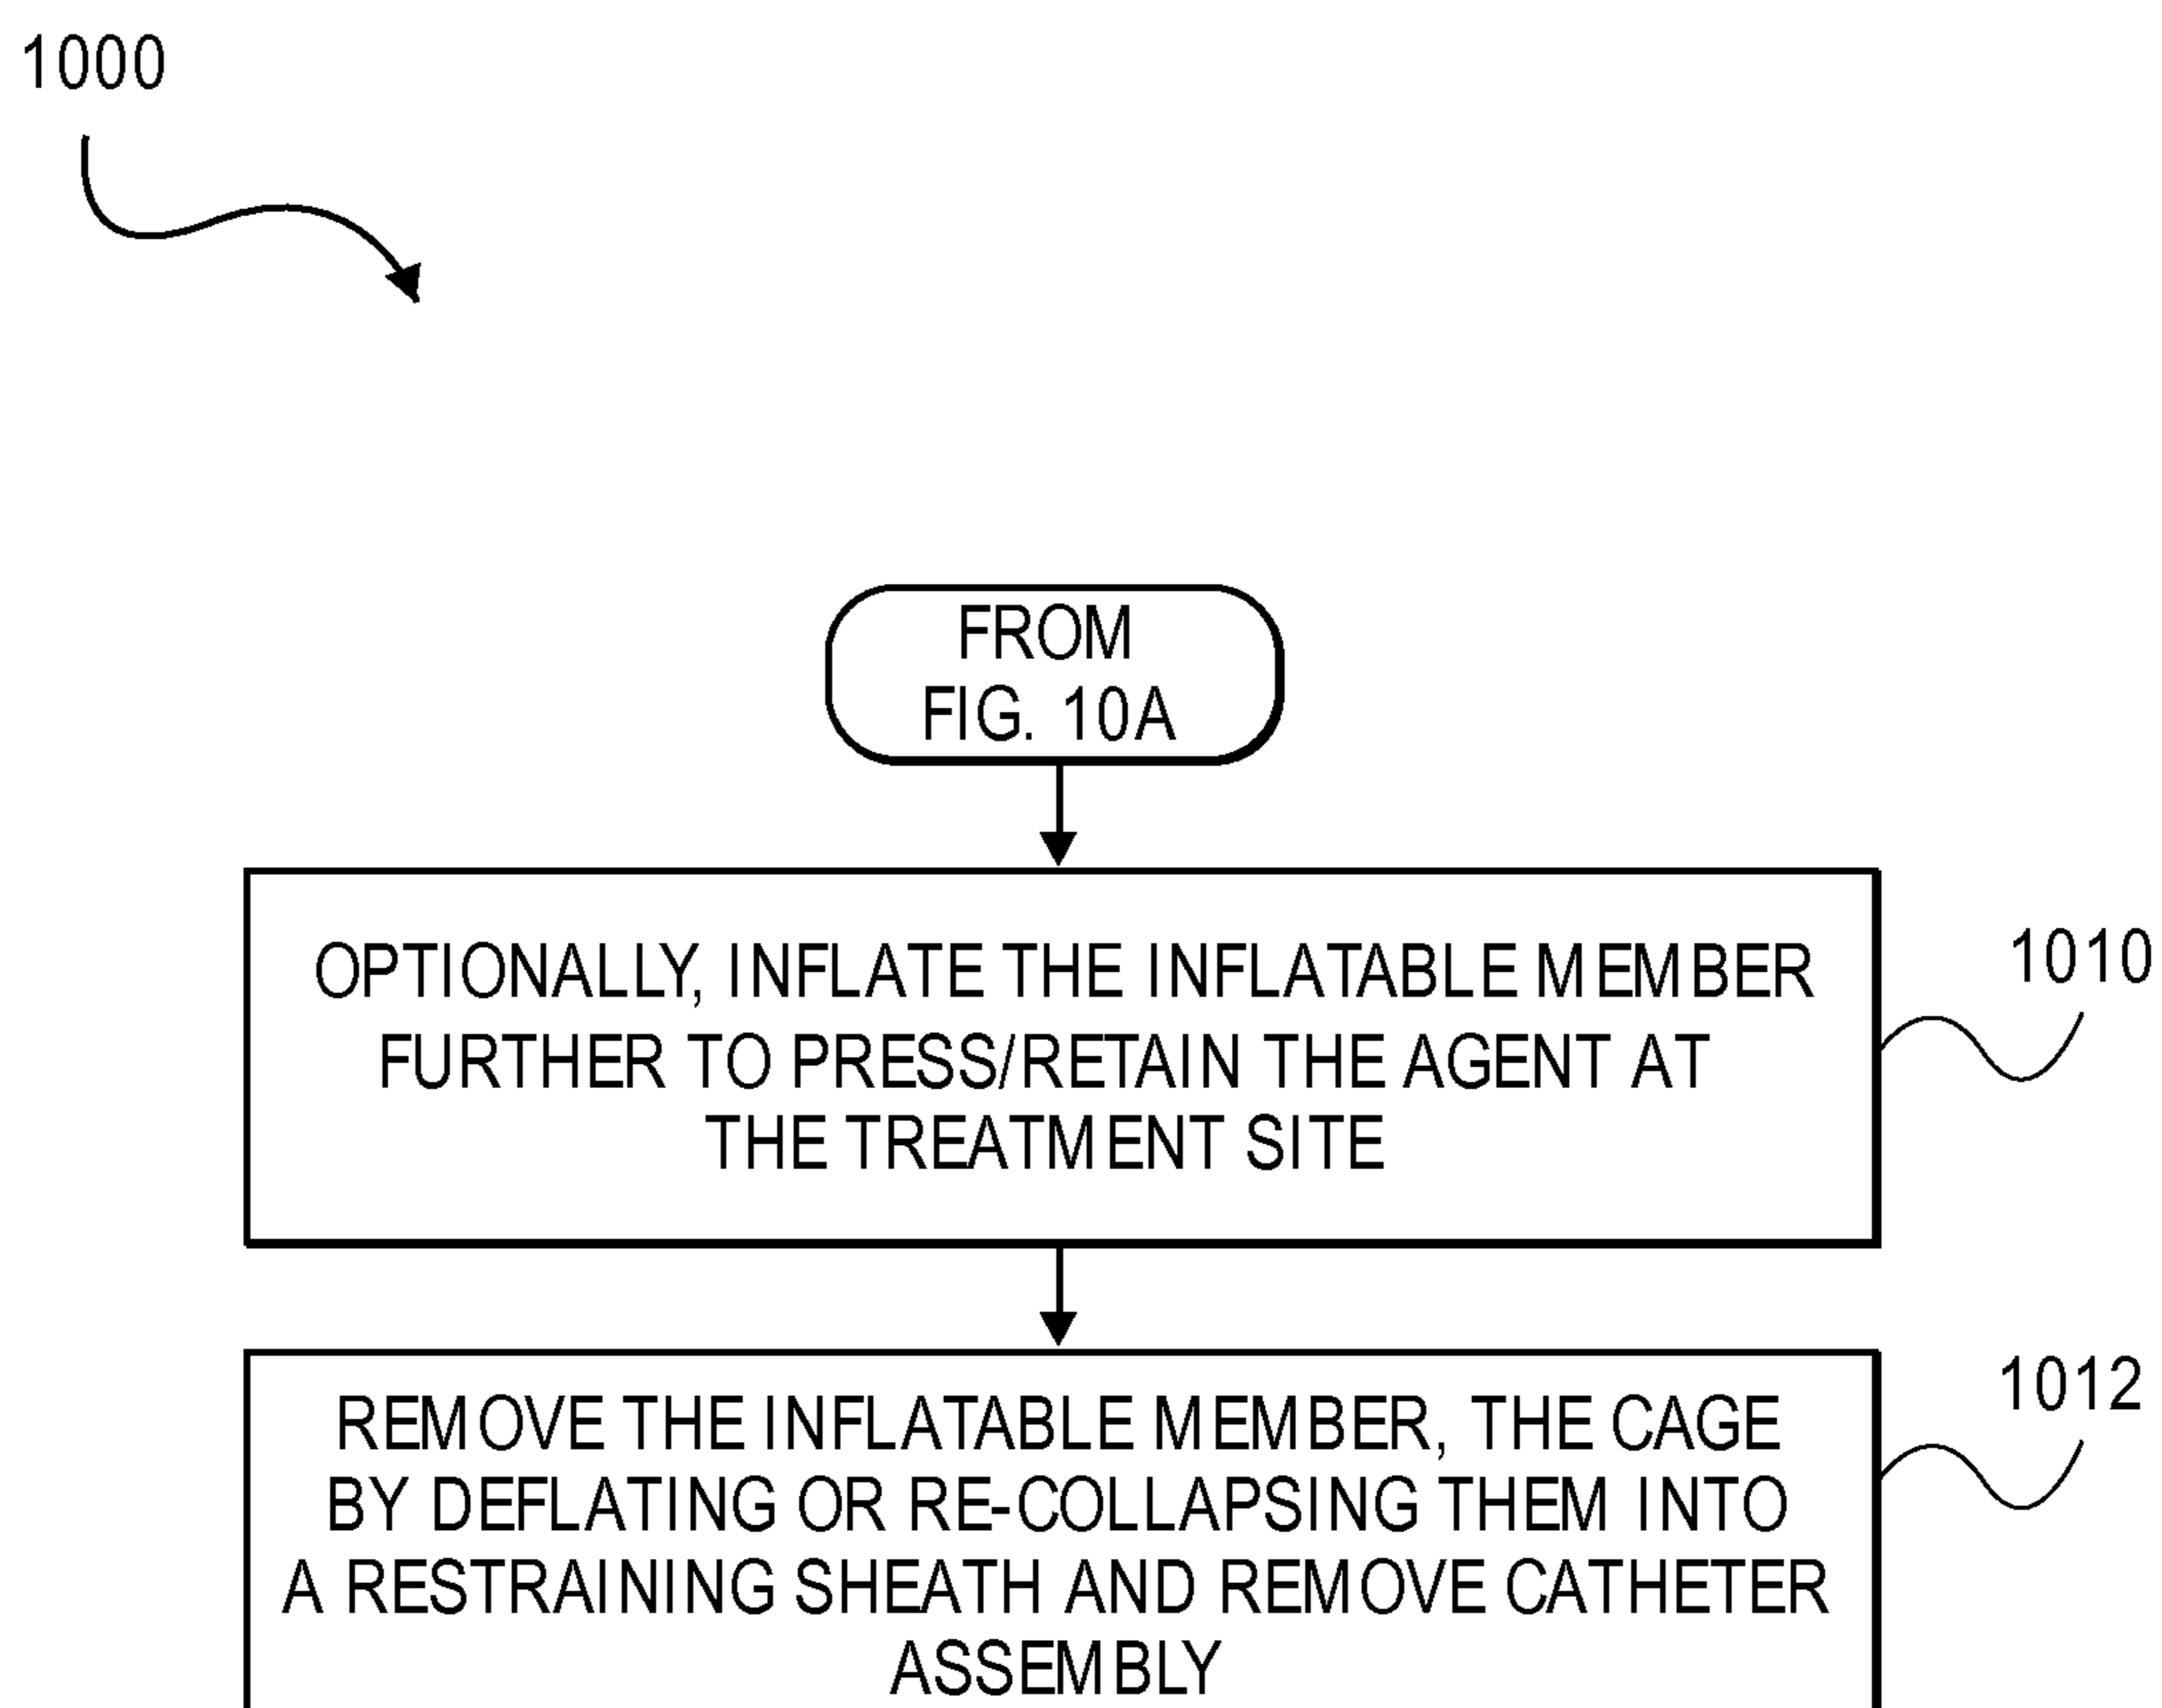 1000
FROM
FIG. 10A
OPTIONALLY, INFLATE THE INFLATABLE MEMBER
FURTHER TO PRESS/RETAIN THE AGENT AT
THE TREATMENT SITE
1010
REMOVE THE INFLATABLE MEMBER, THE CAGE
BY DEFLATING OR RE-COLLAPSING THEM INTO
A RESTRAINING SHEATH AND REMOVE CATHETER
ASSEMBLY
1012